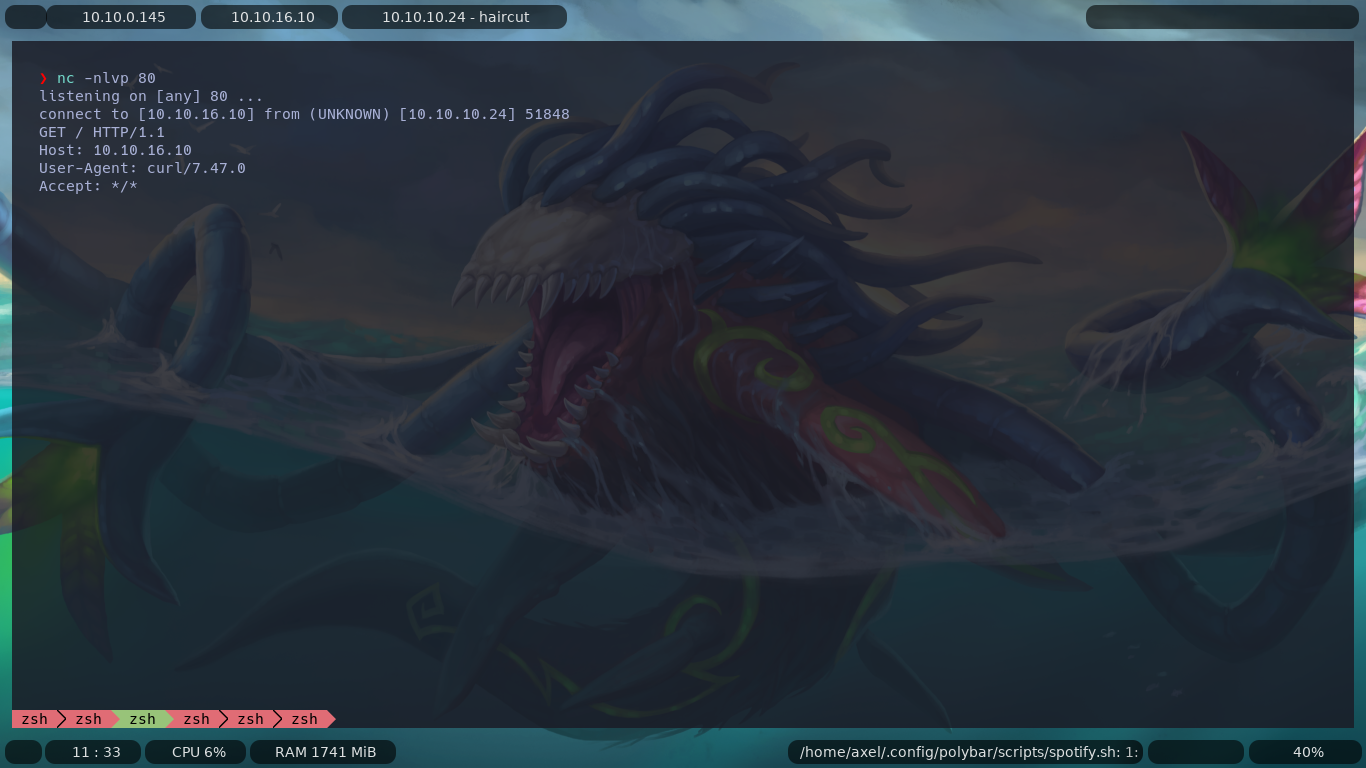 10.10.0.145
10.10.16.10
10.10.10.24 - haircut
❯ nc -nlvp 80
listening on [any] 80 ...
connect to [10.10.16.10] from (UNKNOWN) [10.10.10.24] 51848
GET / HTTP/1.1
Host: 10.10.16.10
User-Agent: curl/7.47.0
Accept: */*
zsh zsh zsh zsh zsh zsh
11 : 33
CPU 6%
RAM 1741 MiB
/home/axel/.config/polybar/scripts/spotify.sh: 1:
40%